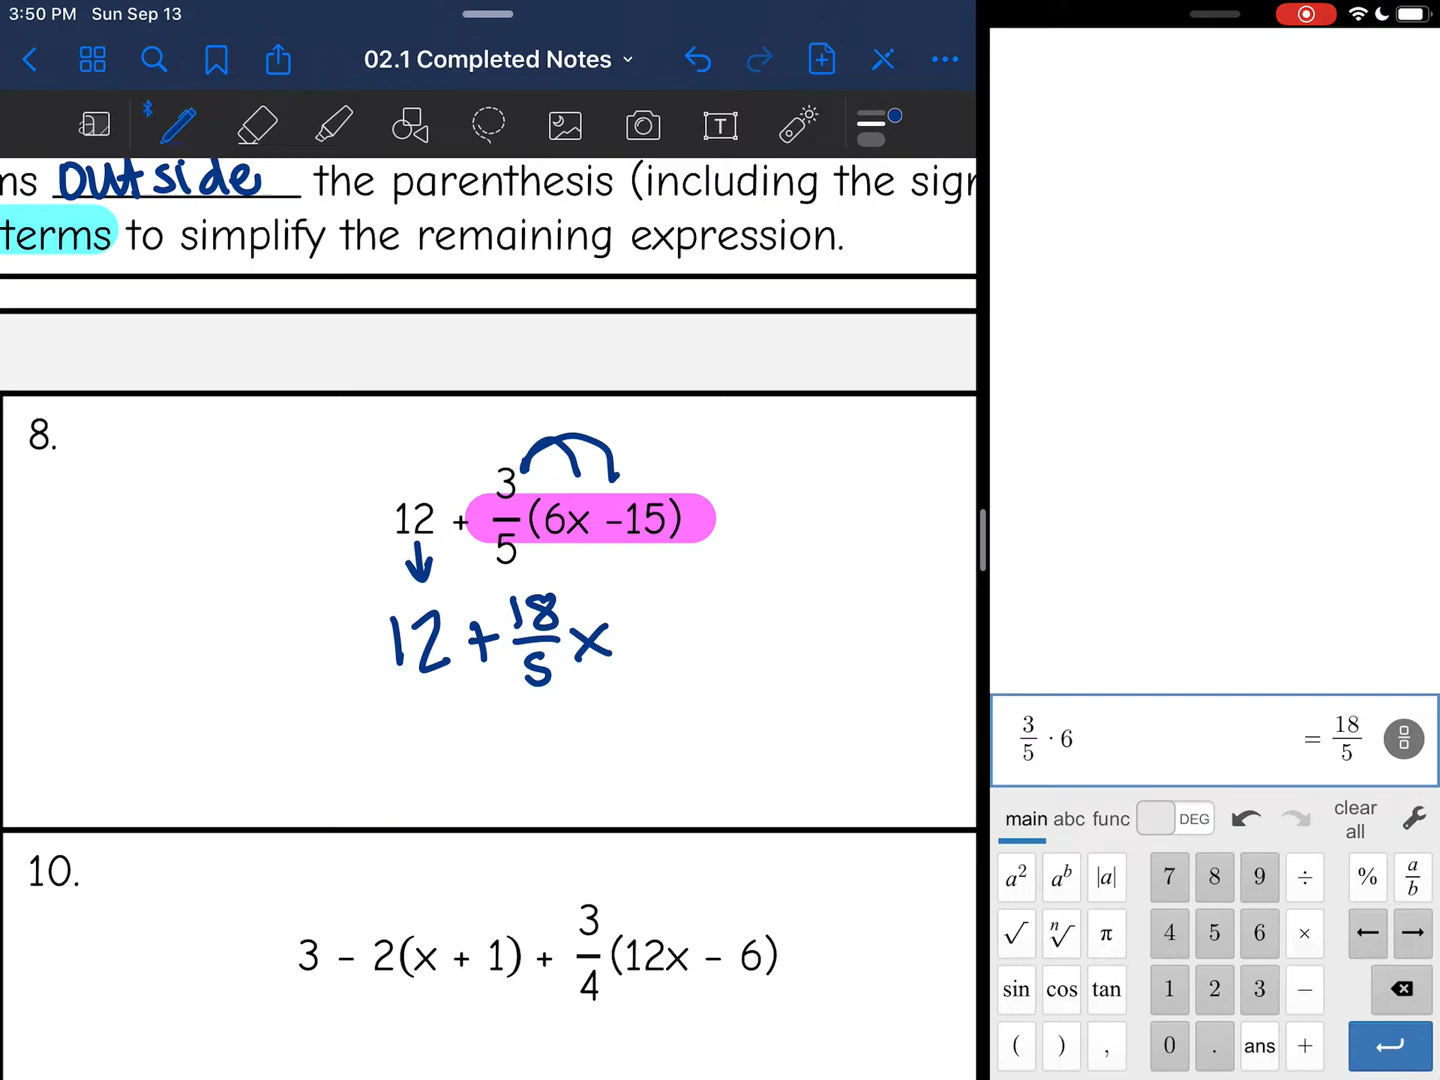 3:50 PM Sun Sep 13
02.1 Completed Notes
T
ms outside the parenthesis (including the sign
terms to simplify the remaining expression.
8.
12 + 3/5 (6x -15)
12 + 18/5 x
10.
3 - 2(x + 1) + 3/4 (12x - 6)
3/5 · 6 = 18/5
main abc func DEG clear all
a² aᵇ |a| 7 8 9 ÷ % a/b
√ ⁿ√ π 4 5 6 × ← →
sin cos tan 1 2 3 −
( ) , 0 . ans +